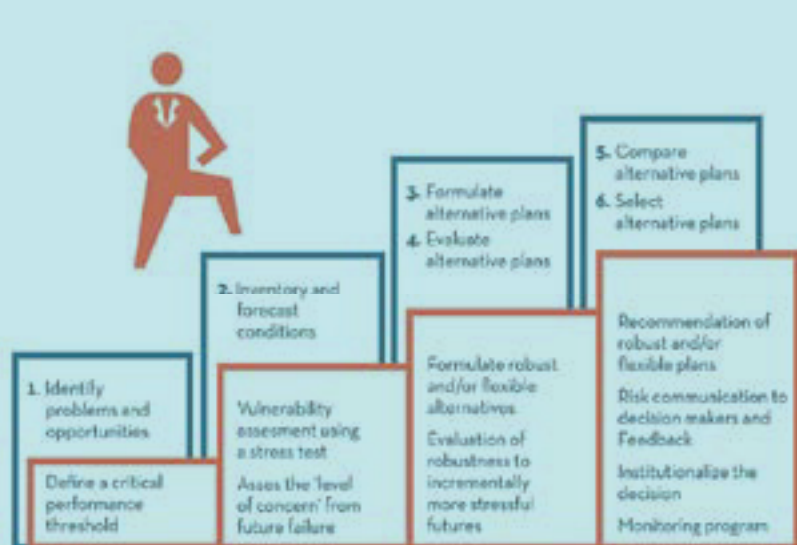 1. Identify
problems and
opportunities
Define a critical
performance
threshold
2. Inventory and
forecast
conditions
Vulnerability
assesment using
a stress test
Asses the 'level
of concern' from
future failure
3. Formulate
alternative plans
4. Evaluate
alternative plans
Formulate robust
and/or flexible
alternatives
Evaluation of
robustness to
incrementally
more stressful
futures
5. Compare
alternative plans
6. Select
alternative plans
Recommendation of
robust and/or
flexible plans
Risk communication to
decision makers and
Feedback
Institutionalize the
decision
Monitoring program